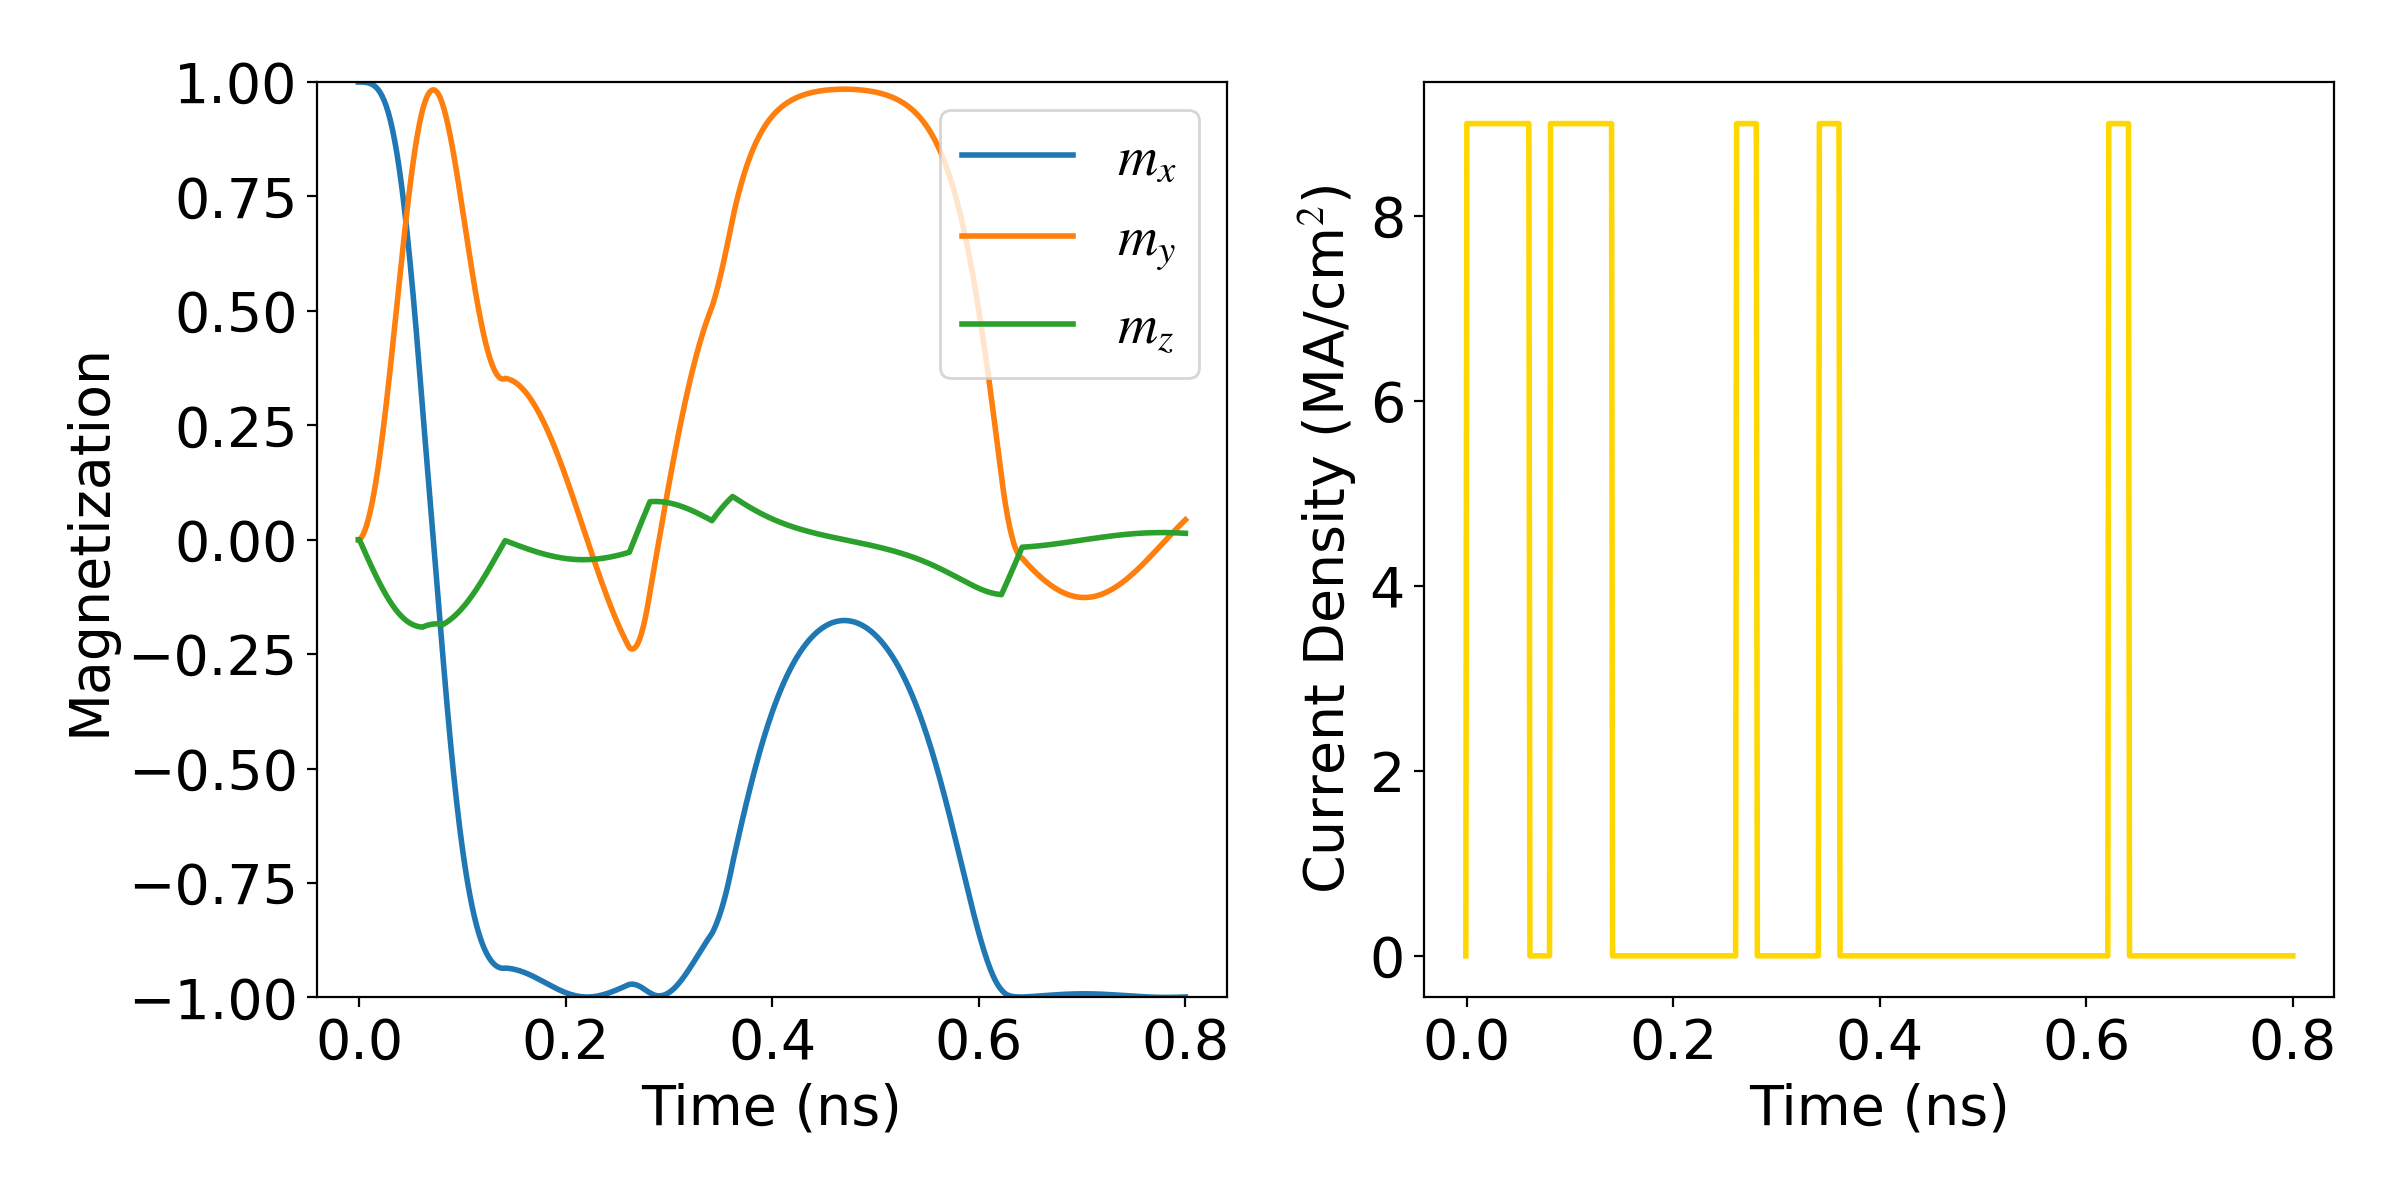 1.00
0.75
0.50
0.25
0.00
−0.25
−0.50
−0.75
−1.00
Magnetization
0.0 0.2 0.4 0.6 0.8
Time (ns)
m_x
m_y
m_z
8
6
4
2
0
Current Density (MA/cm²)
0.0 0.2 0.4 0.6 0.8
Time (ns)